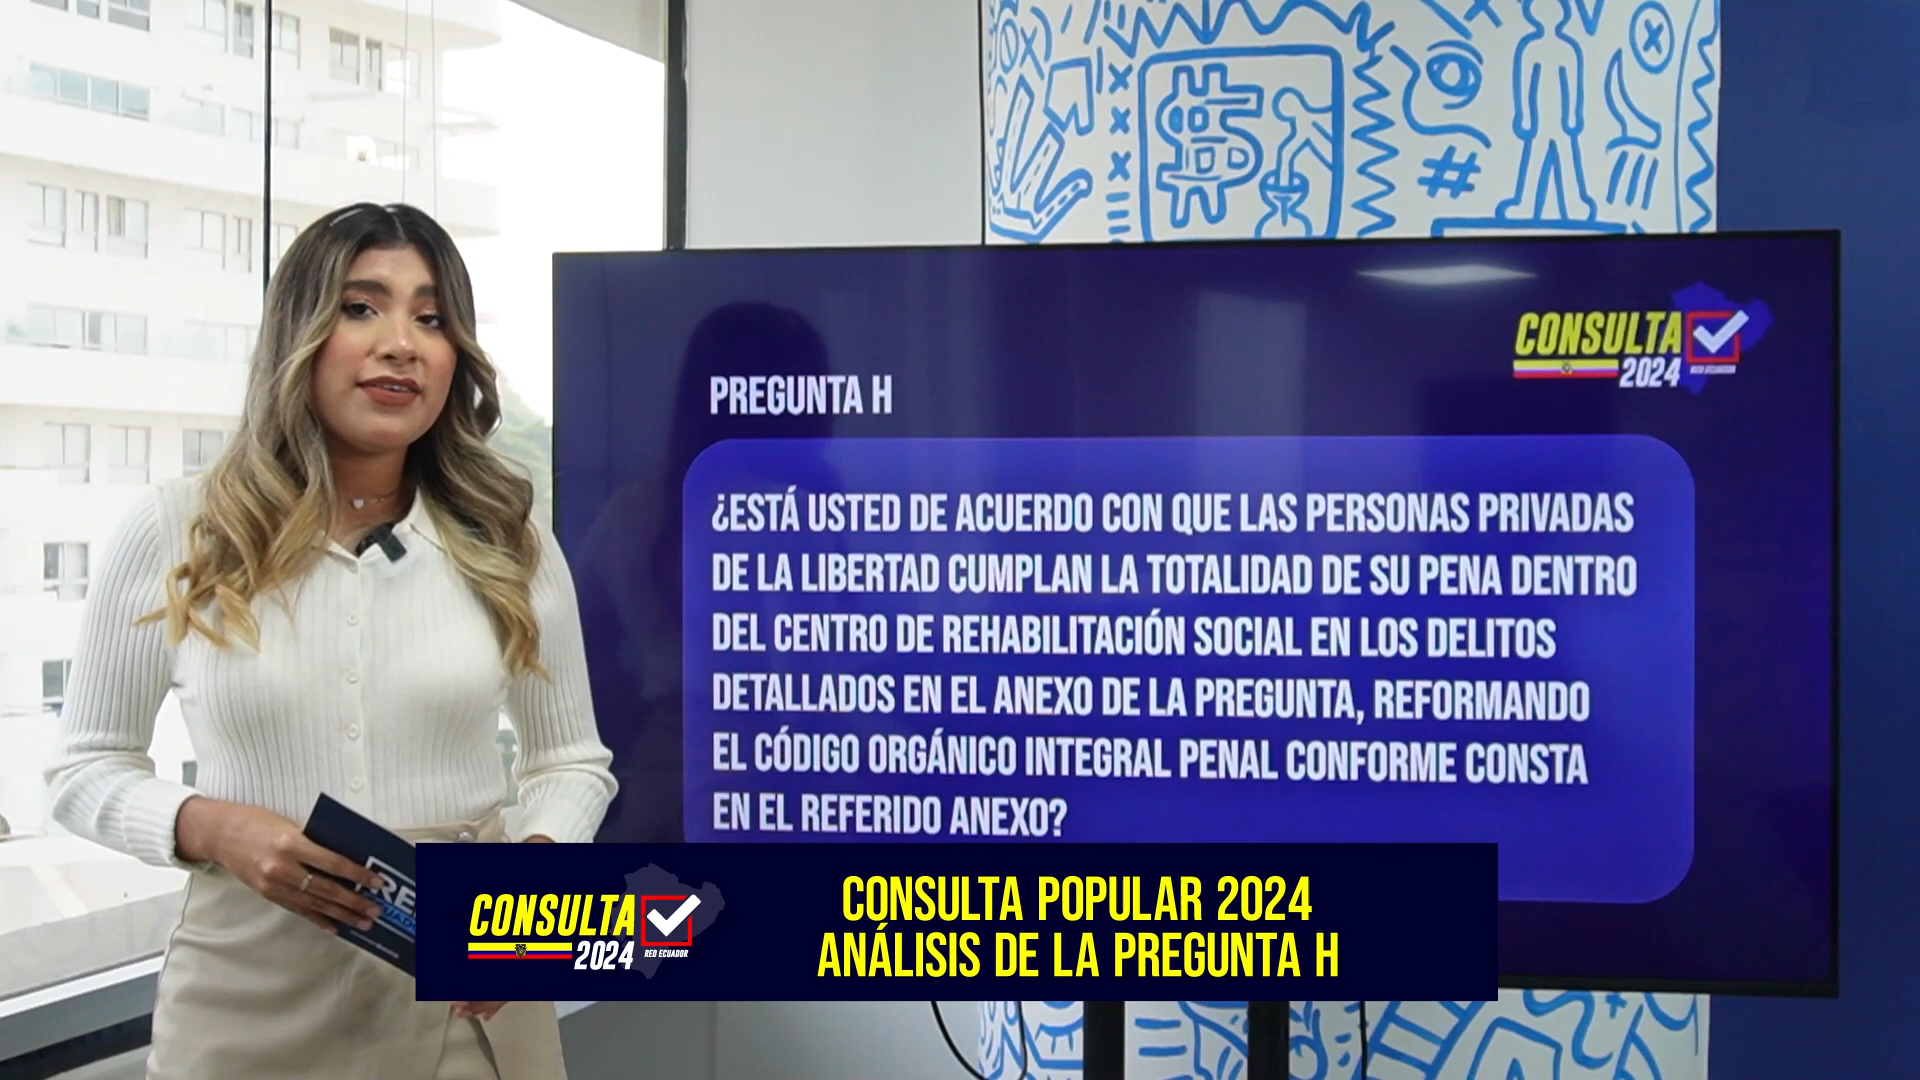 CONSULTA
2024
RED ECUADOR
PREGUNTA H
¿ESTÁ USTED DE ACUERDO CON QUE LAS PERSONAS PRIVADAS
DE LA LIBERTAD CUMPLAN LA TOTALIDAD DE SU PENA DENTRO
DEL CENTRO DE REHABILITACIÓN SOCIAL EN LOS DELITOS
DETALLADOS EN EL ANEXO DE LA PREGUNTA, REFORMANDO
EL CÓDIGO ORGÁNICO INTEGRAL PENAL CONFORME CONSTA
EN EL REFERIDO ANEXO?
CONSULTA
2024
RED ECUADOR
CONSULTA POPULAR 2024
ANÁLISIS DE LA PREGUNTA H